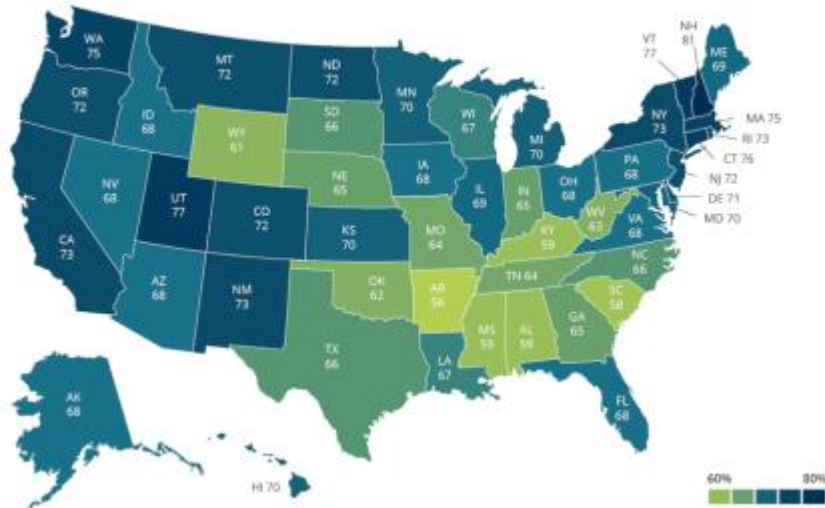 WA
75
OR
72
CA
73
ID
68
NV
68
UT
77
AZ
68
MT
72
WY
61
CO
72
NM
73
ND
72
SD
66
NE
65
KS
70
OK
62
TX
66
MN
70
IA
68
MO
64
AR
56
LA
67
WI
67
IL
69
MI
70
IN
65
OH
68
KY
59
TN 64
MS
59
AL
59
GA
65
FL
68
SC
58
NC
66
VA
68
WV
63
PA
68
NY
73
VT
77
NH
81
ME
69
MA 75
RI 73
CT 76
NJ 72
DE 71
MD 70
AK
68
HI 70
60% 80%